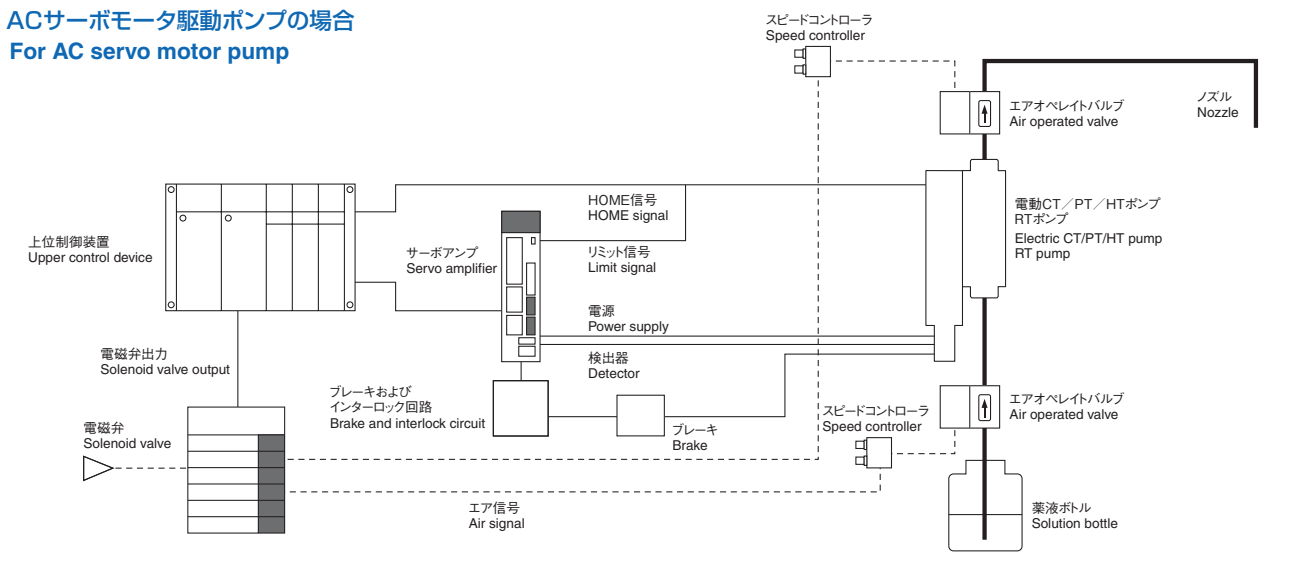 ACサーボモータ駆動ポンプの場合
For AC servo motor pump
スピードコントローラ
Speed controller
エアオペレイトバルブ
Air operated valve
ノズル
Nozzle
HOME信号
HOME signal
電動CT／PT／HTポンプ
RTポンプ
Electric CT/PT/HT pump
RT pump
上位制御装置
Upper control device
サーボアンプ
Servo amplifier
リミット信号
Limit signal
電源
Power supply
電磁弁出力
Solenoid valve output
検出器
Detector
ブレーキおよび
インターロック回路
Brake and interlock circuit
ブレーキ
Brake
スピードコントローラ
Speed controller
エアオペレイトバルブ
Air operated valve
電磁弁
Solenoid valve
エア信号
Air signal
薬液ボトル
Solution bottle